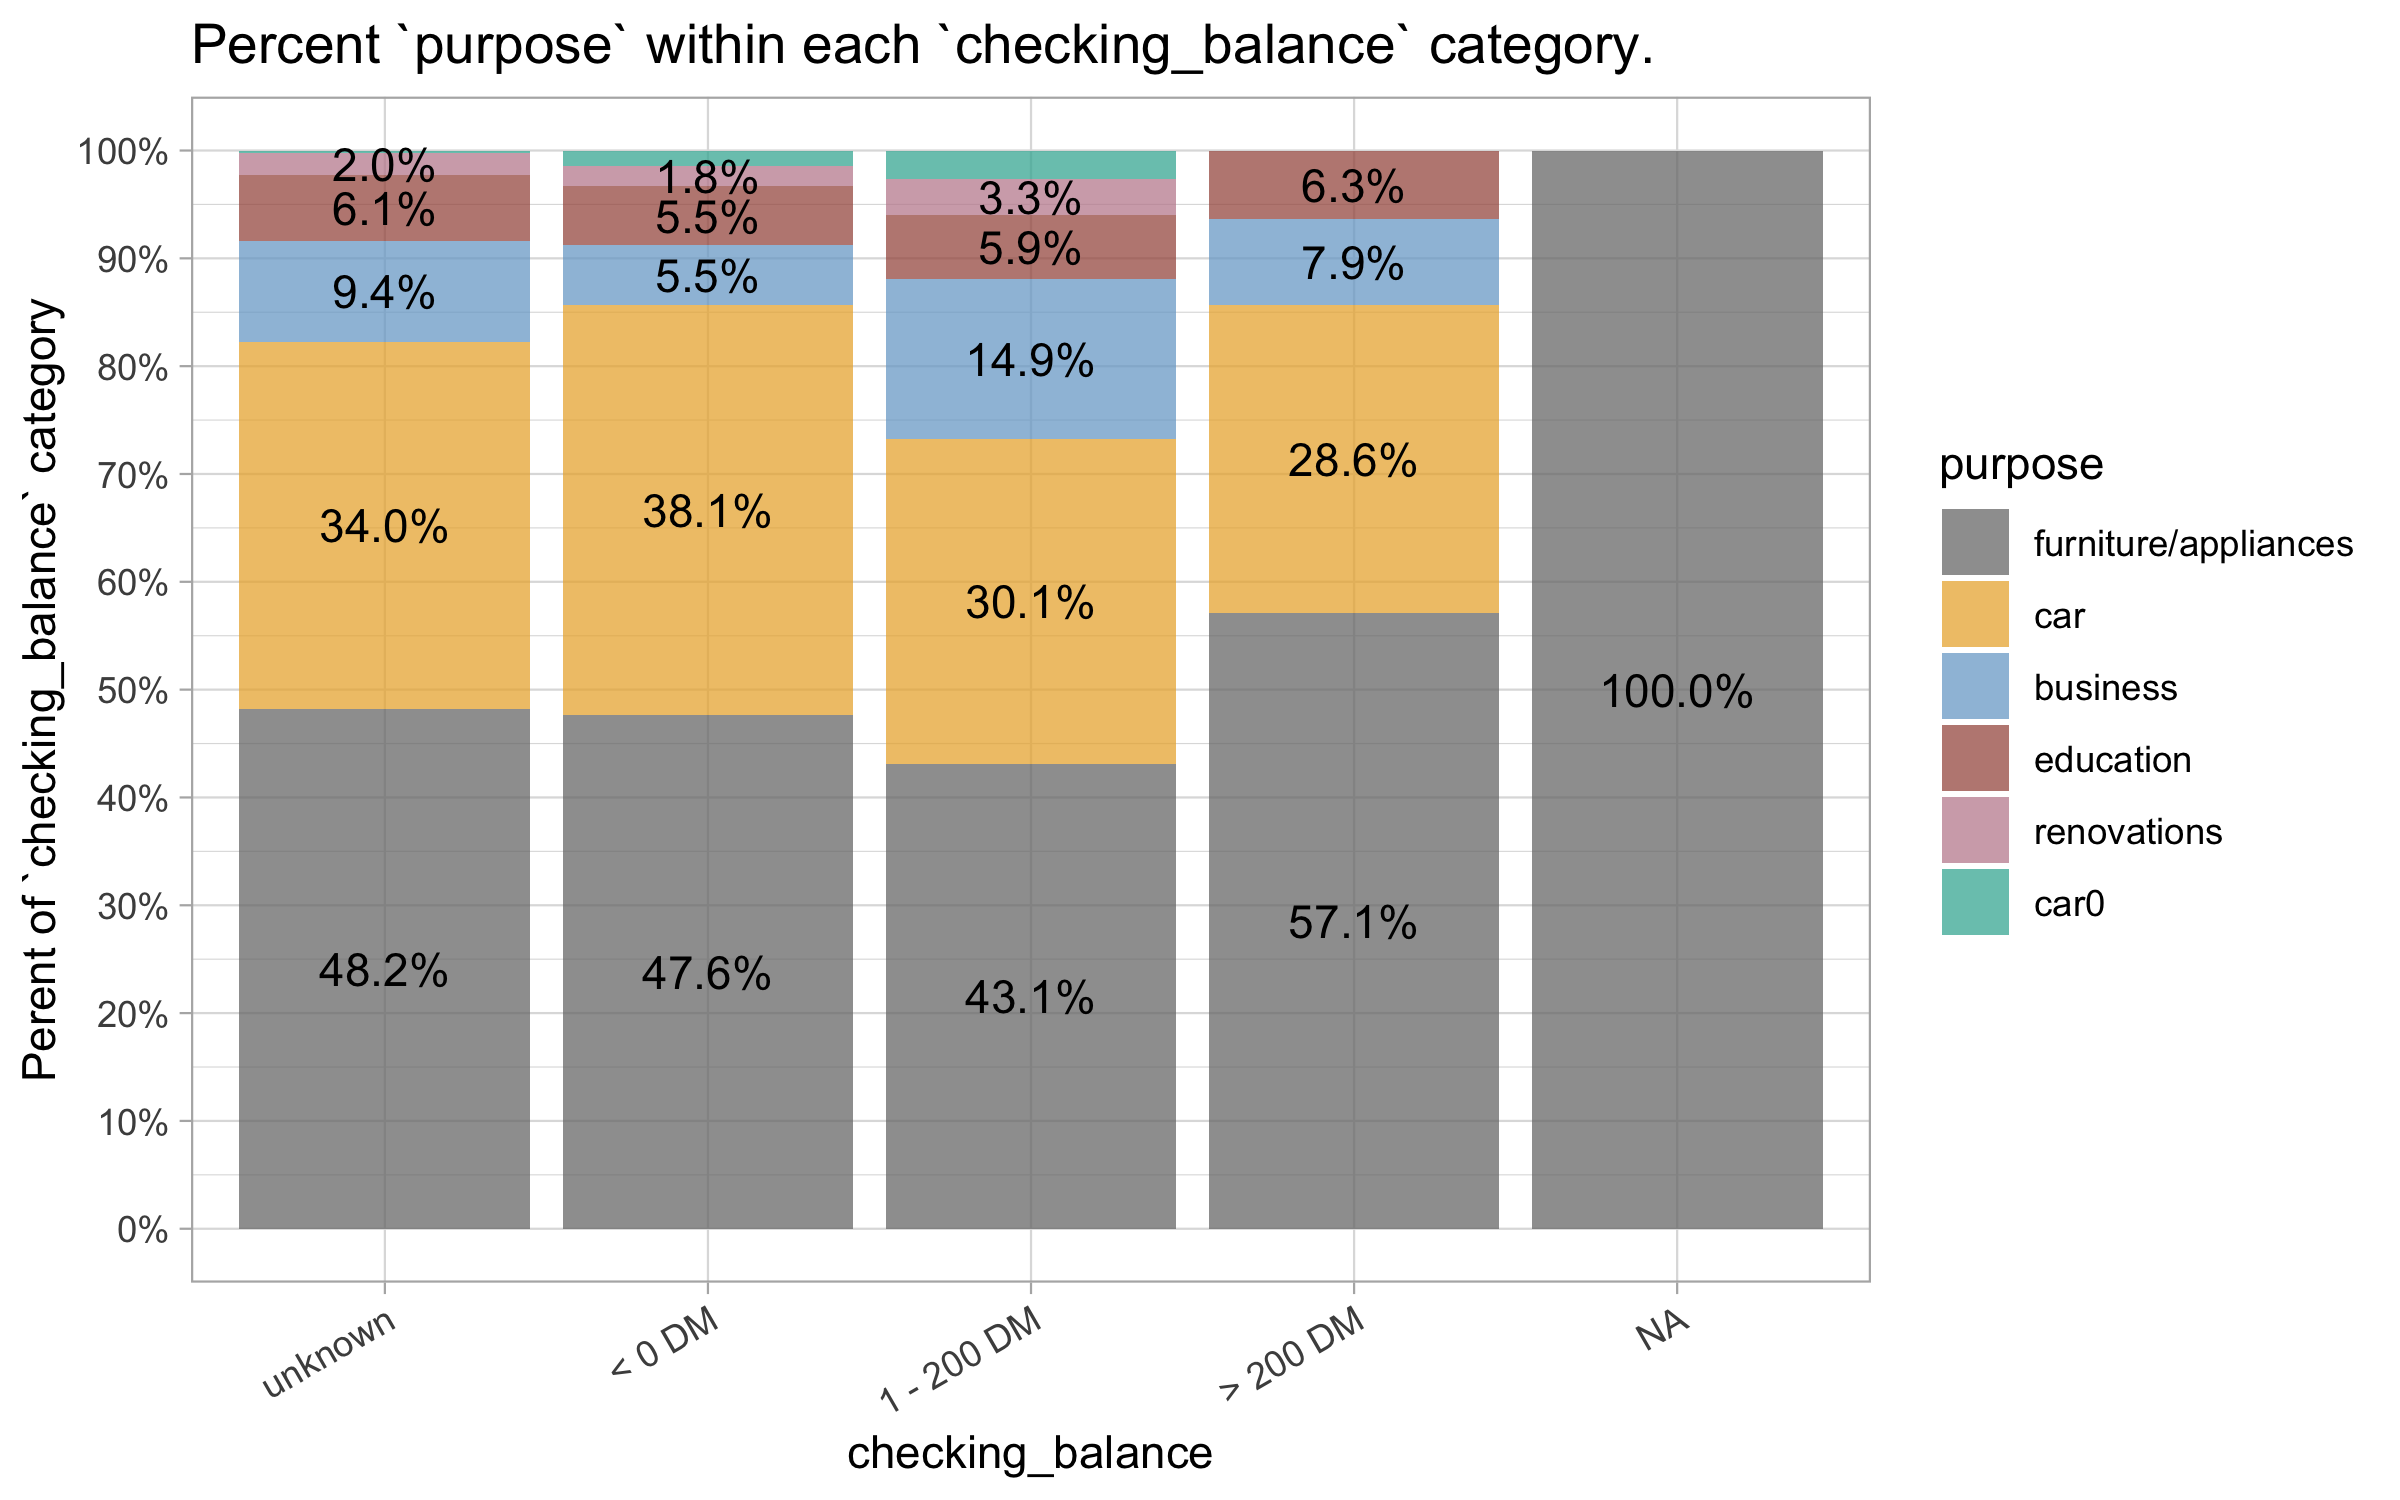 Percent `purpose` within each `checking_balance` category.
Perent of `checking_balance` category
100%
90%
80%
70%
60%
50%
40%
30%
20%
10%
0%
2.0%
6.1%
9.4%
34.0%
48.2%
1.8%
5.5%
5.5%
38.1%
47.6%
3.3%
5.9%
14.9%
30.1%
43.1%
6.3%
7.9%
28.6%
57.1%
100.0%
unknown
< 0 DM
1 - 200 DM
> 200 DM
NA
checking_balance
purpose
furniture/appliances
car
business
education
renovations
car0